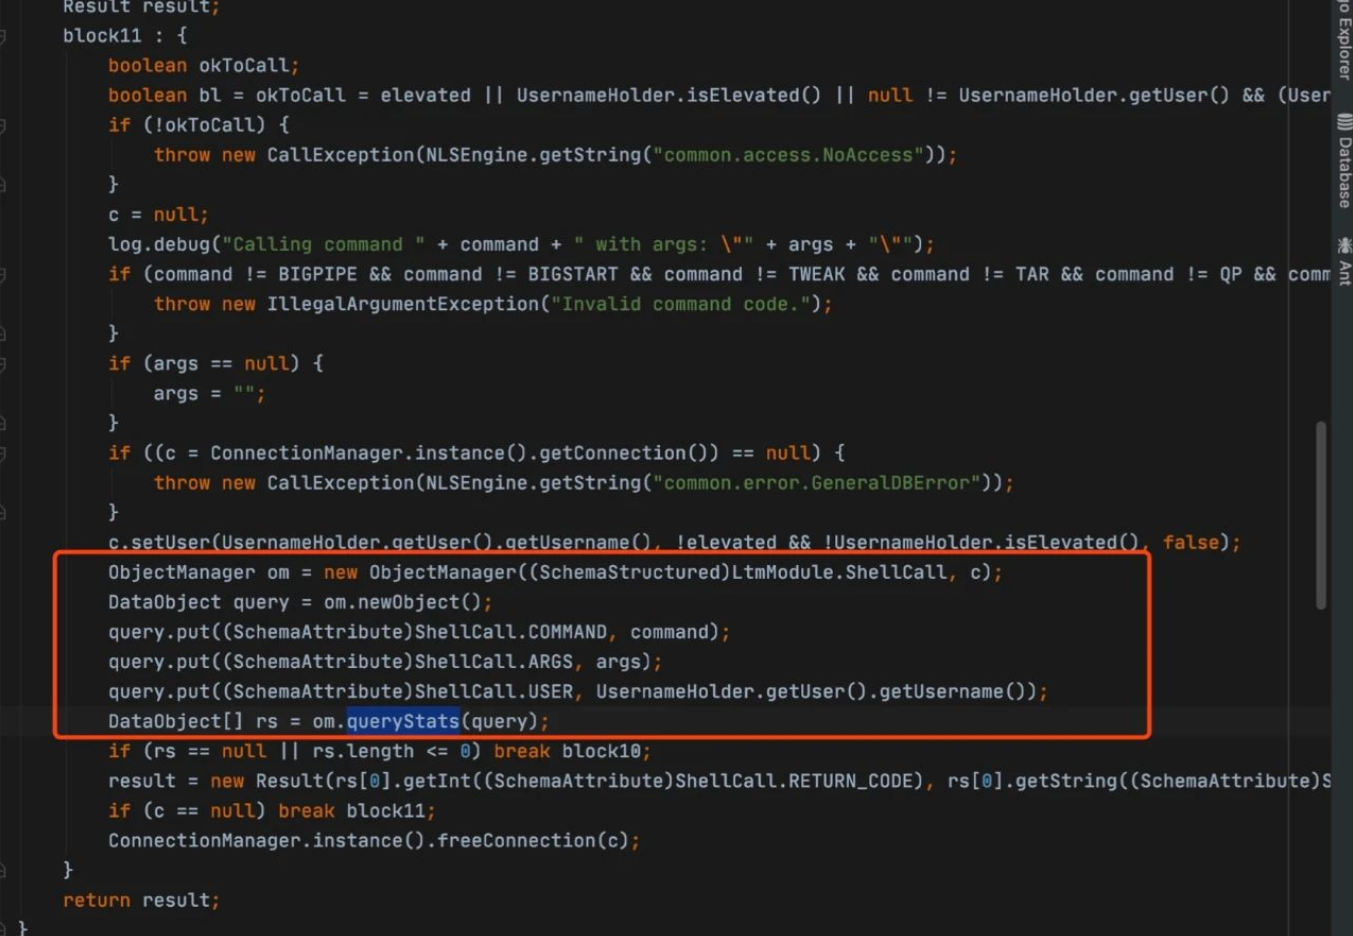 Result result;
block11 : {
boolean okToCall;
boolean bl = okToCall = elevated || UsernameHolder.isElevated() || null != UsernameHolder.getUser() && (User
if (!okToCall) {
throw new CallException(NLSEngine.getString("common.access.NoAccess"));
}
c = null;
log.debug("Calling command " + command + " with args: \"" + args + "\"");
if (command != BIGPIPE && command != BIGSTART && command != TWEAK && command != TAR && command != QP && comm
throw new IllegalArgumentException("Invalid command code.");
}
if (args == null) {
args = "";
}
if ((c = ConnectionManager.instance().getConnection()) == null) {
throw new CallException(NLSEngine.getString("common.error.GeneralDBError"));
}
c.setUser(UsernameHolder.getUser().getUsername(), !elevated && !UsernameHolder.isElevated(), false);
ObjectManager om = new ObjectManager((SchemaStructured)LtmModule.ShellCall, c);
DataObject query = om.newObject();
query.put((SchemaAttribute)ShellCall.COMMAND, command);
query.put((SchemaAttribute)ShellCall.ARGS, args);
query.put((SchemaAttribute)ShellCall.USER, UsernameHolder.getUser().getUsername());
DataObject[] rs = om.queryStats(query);
if (rs == null || rs.length <= 0) break block10;
result = new Result(rs[0].getInt((SchemaAttribute)ShellCall.RETURN_CODE), rs[0].getString((SchemaAttribute)S
if (c == null) break block11;
ConnectionManager.instance().freeConnection(c);
}
return result;
}
go Explorer
Database
Ant